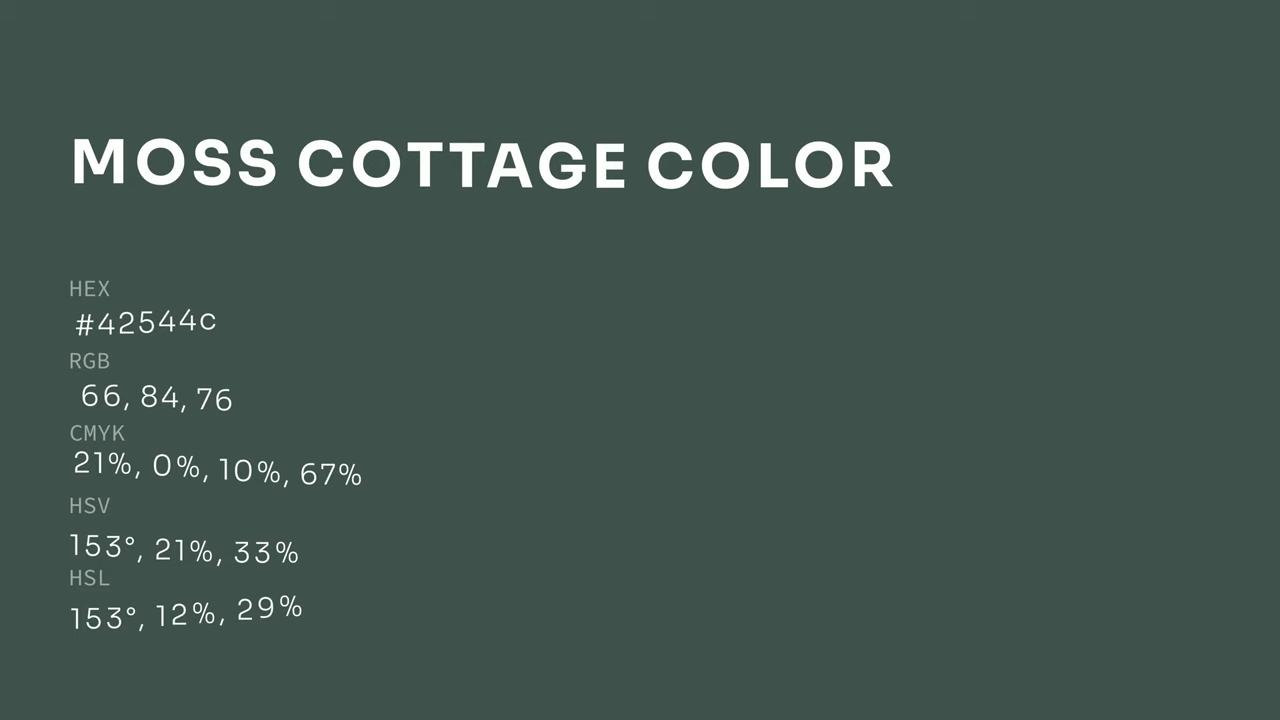 MOSS COTTAGE COLOR
HEX
#42544c
RGB
66, 84, 76
CMYK
21%, 0%, 10%, 67%
HSV
153°, 21%, 33%
HSL
153°, 12%, 29%